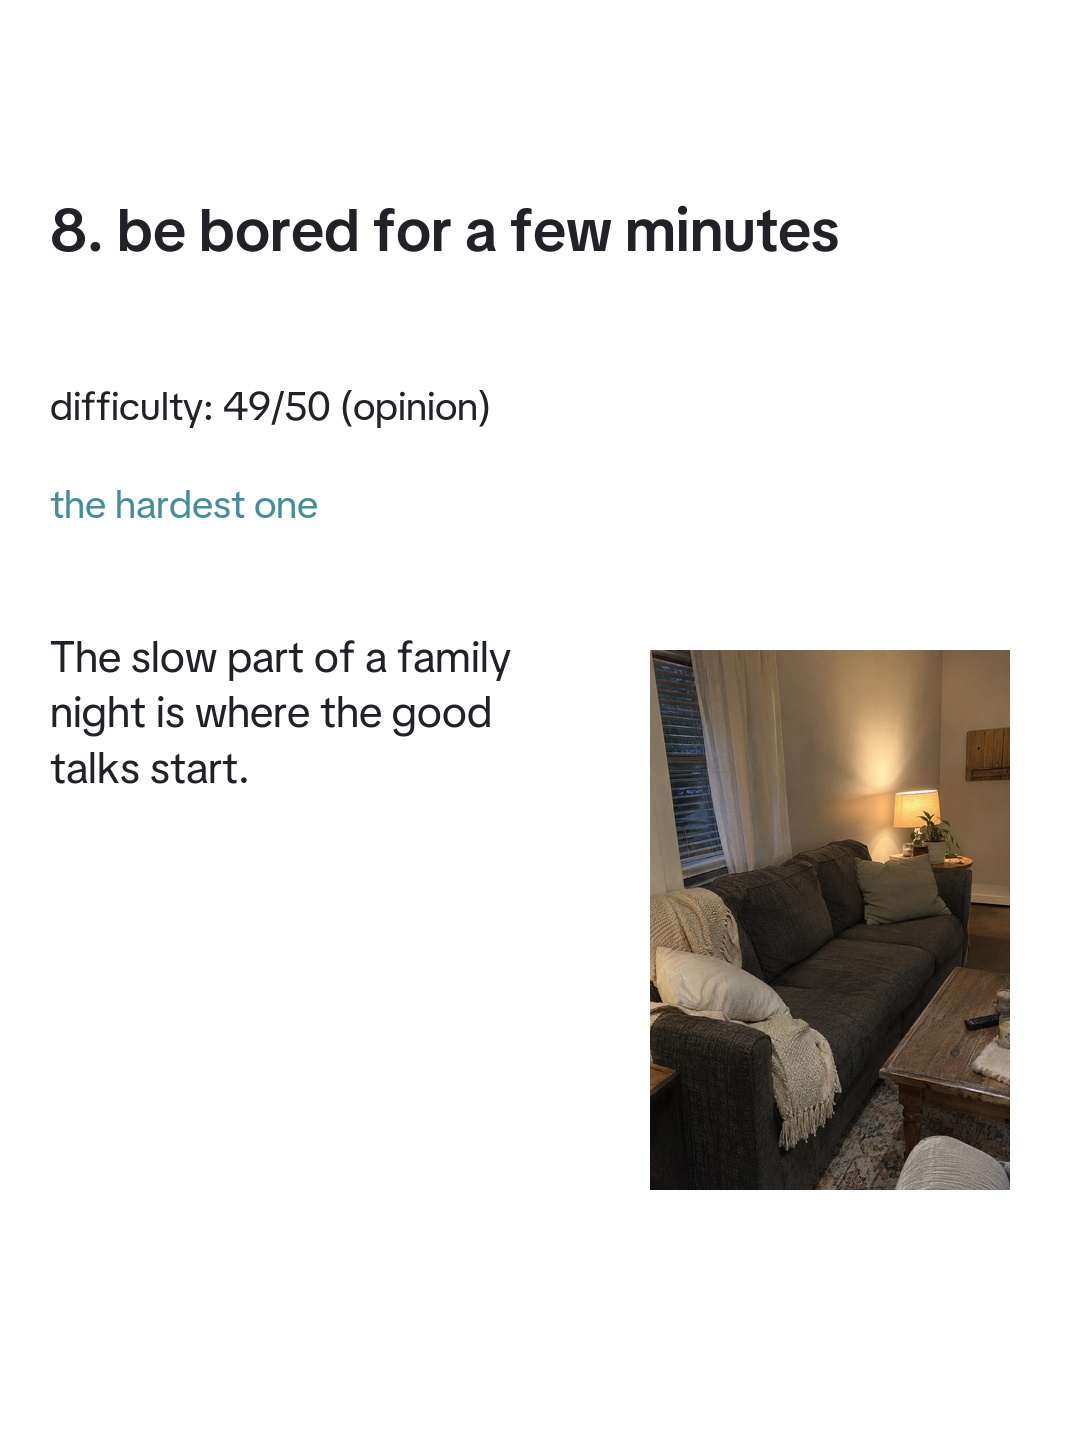 8. be bored for a few minutes
difficulty: 49/50 (opinion)
the hardest one
The slow part of a family
night is where the good
talks start.